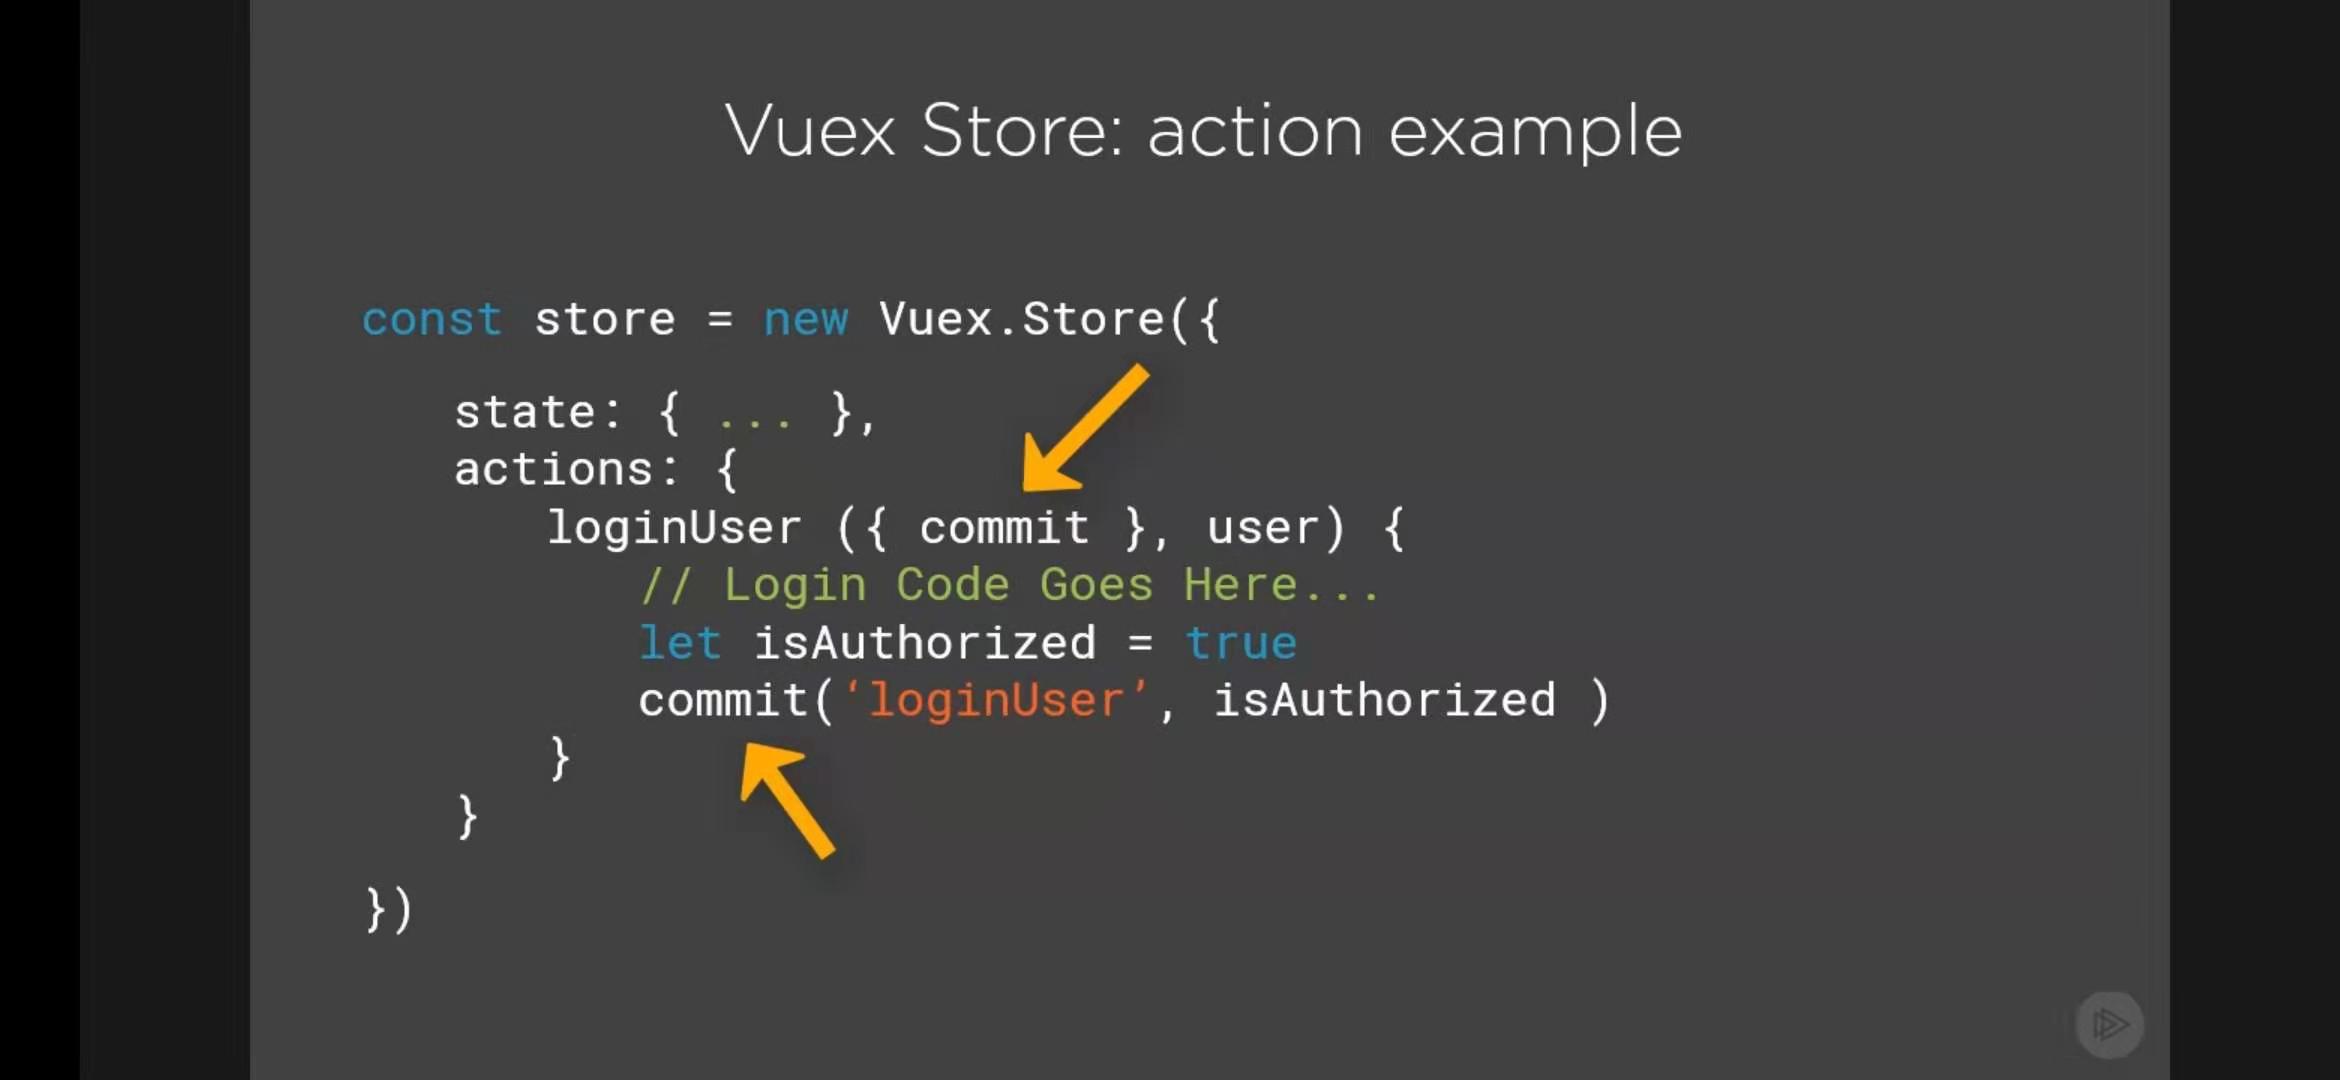 Vuex Store: action example
const store = new Vuex.Store({
state: { ... },
actions: {
loginUser ({ commit }, user) {
// Login Code Goes Here...
let isAuthorized = true
commit(‘loginUser’, isAuthorized )
}
}
})